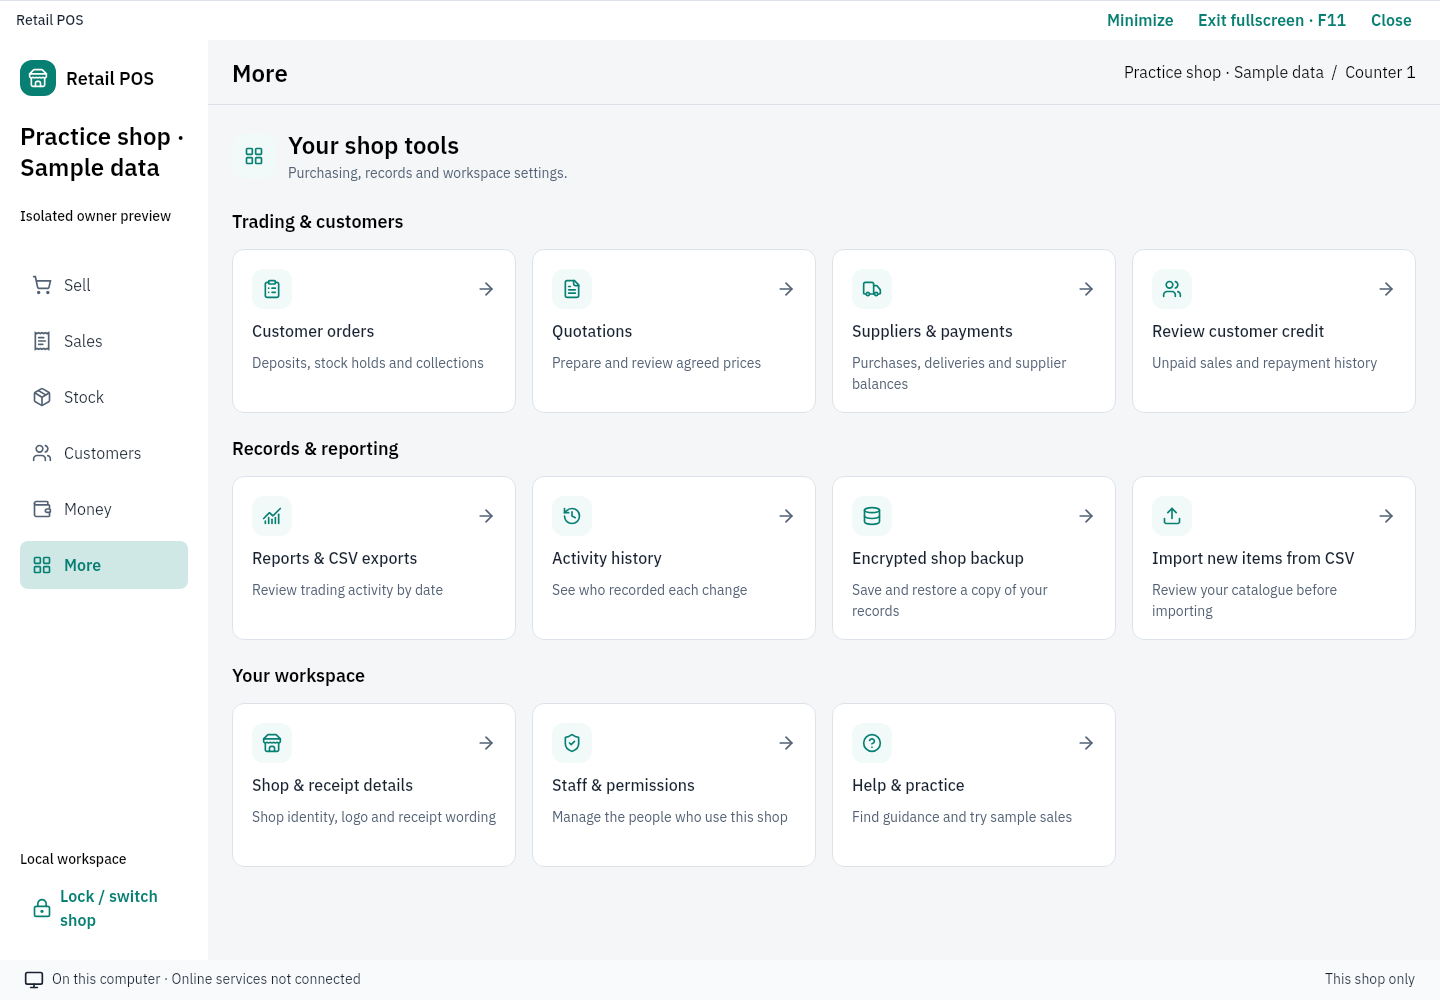 Retail POS
Minimize
Exit fullscreen · F11
Close
Retail POS
Practice shop ·
Sample data
Isolated owner preview
Sell
Sales
Stock
Customers
Money
More
Local workspace
Lock / switch
shop
More
Practice shop · Sample data / Counter 1
Your shop tools
Purchasing, records and workspace settings.
Trading & customers
Customer orders
Deposits, stock holds and collections
Quotations
Prepare and review agreed prices
Suppliers & payments
Purchases, deliveries and supplier
balances
Review customer credit
Unpaid sales and repayment history
Records & reporting
Reports & CSV exports
Review trading activity by date
Activity history
See who recorded each change
Encrypted shop backup
Save and restore a copy of your
records
Import new items from CSV
Review your catalogue before
importing
Your workspace
Shop & receipt details
Shop identity, logo and receipt wording
Staff & permissions
Manage the people who use this shop
Help & practice
Find guidance and try sample sales
On this computer · Online services not connected
This shop only